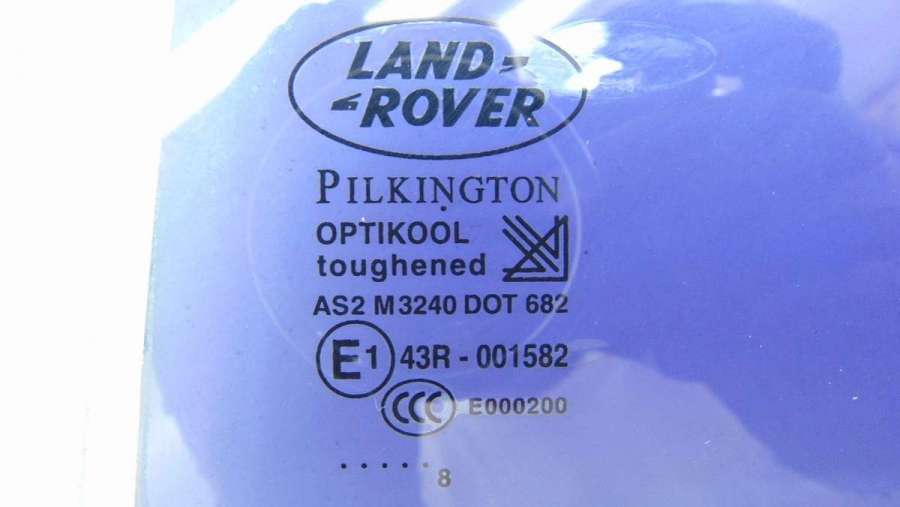 LAND-
ROVER
PILKINGTON
OPTIKOOL
toughened
AS2 M3240 DOT 682
E1 43R - 001582
CCC E000200
.....
8